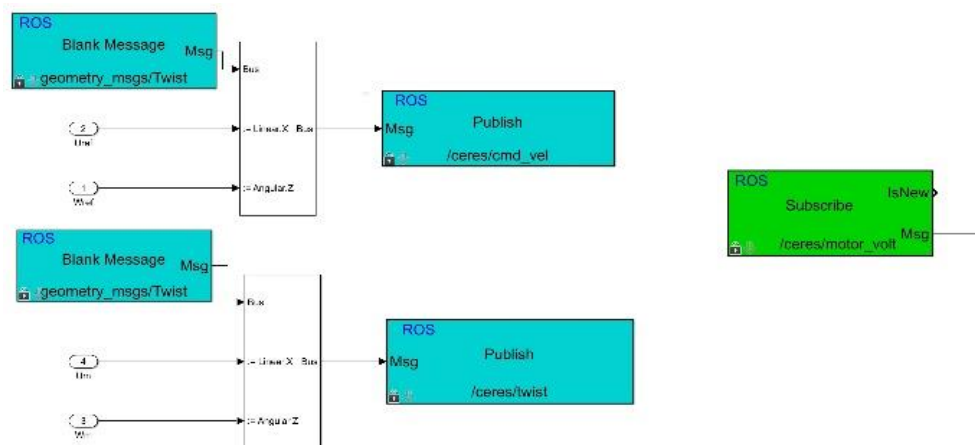 ROS
Blank Message
Msg
geometry_msgs/Twist
Bus
2
Uref
:= Linear.X Bus
1
Wref
:= Angular.Z
ROS
Publish
Msg
/ceres/cmd_vel
ROS
Subscribe
IsNew
Msg
/ceres/motor_volt
ROS
Blank Message
Msg
geometry_msgs/Twist
Bus
4
Um
:= Linear.X Bus
3
:= Angular.Z
ROS
Publish
Msg
/ceres/twist